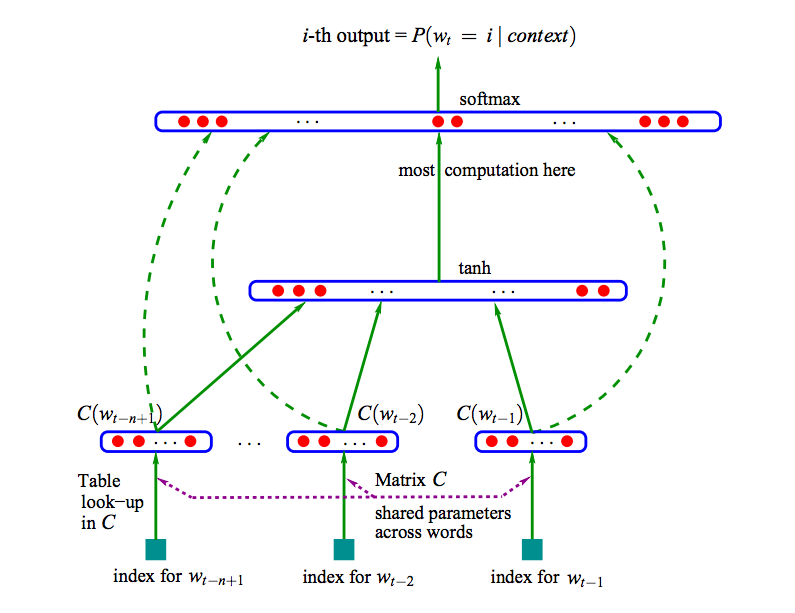 i-th output = P(w_t = i | context)
softmax
... ...
most computation here
tanh
... ...
C(w_{t−n+1}) C(w_{t−2}) C(w_{t−1})
... ... ... ...
Table
look−up
in C
Matrix C
shared parameters
across words
index for w_{t−n+1} index for w_{t−2} index for w_{t−1}